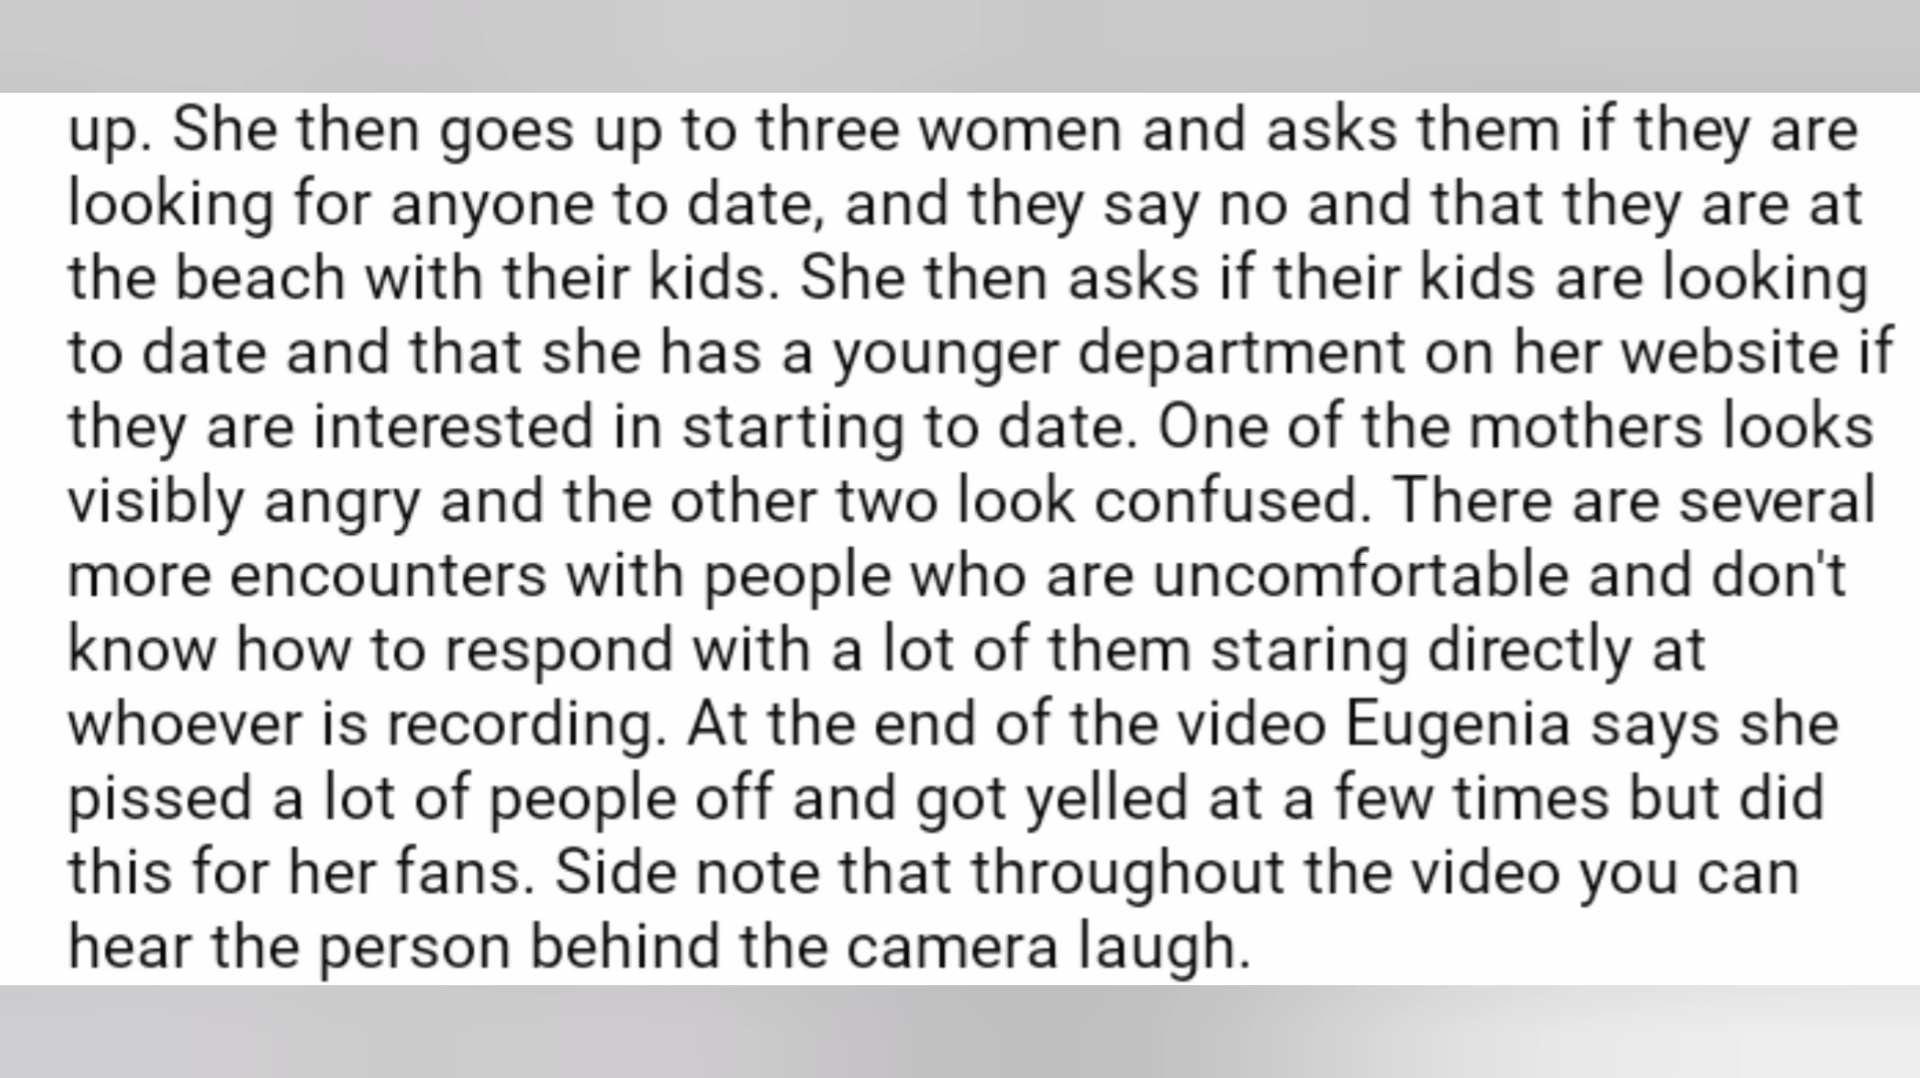 up. She then goes up to three women and asks them if they are
looking for anyone to date, and they say no and that they are at
the beach with their kids. She then asks if their kids are looking
to date and that she has a younger department on her website if
they are interested in starting to date. One of the mothers looks
visibly angry and the other two look confused. There are several
more encounters with people who are uncomfortable and don't
know how to respond with a lot of them staring directly at
whoever is recording. At the end of the video Eugenia says she
pissed a lot of people off and got yelled at a few times but did
this for her fans. Side note that throughout the video you can
hear the person behind the camera laugh.